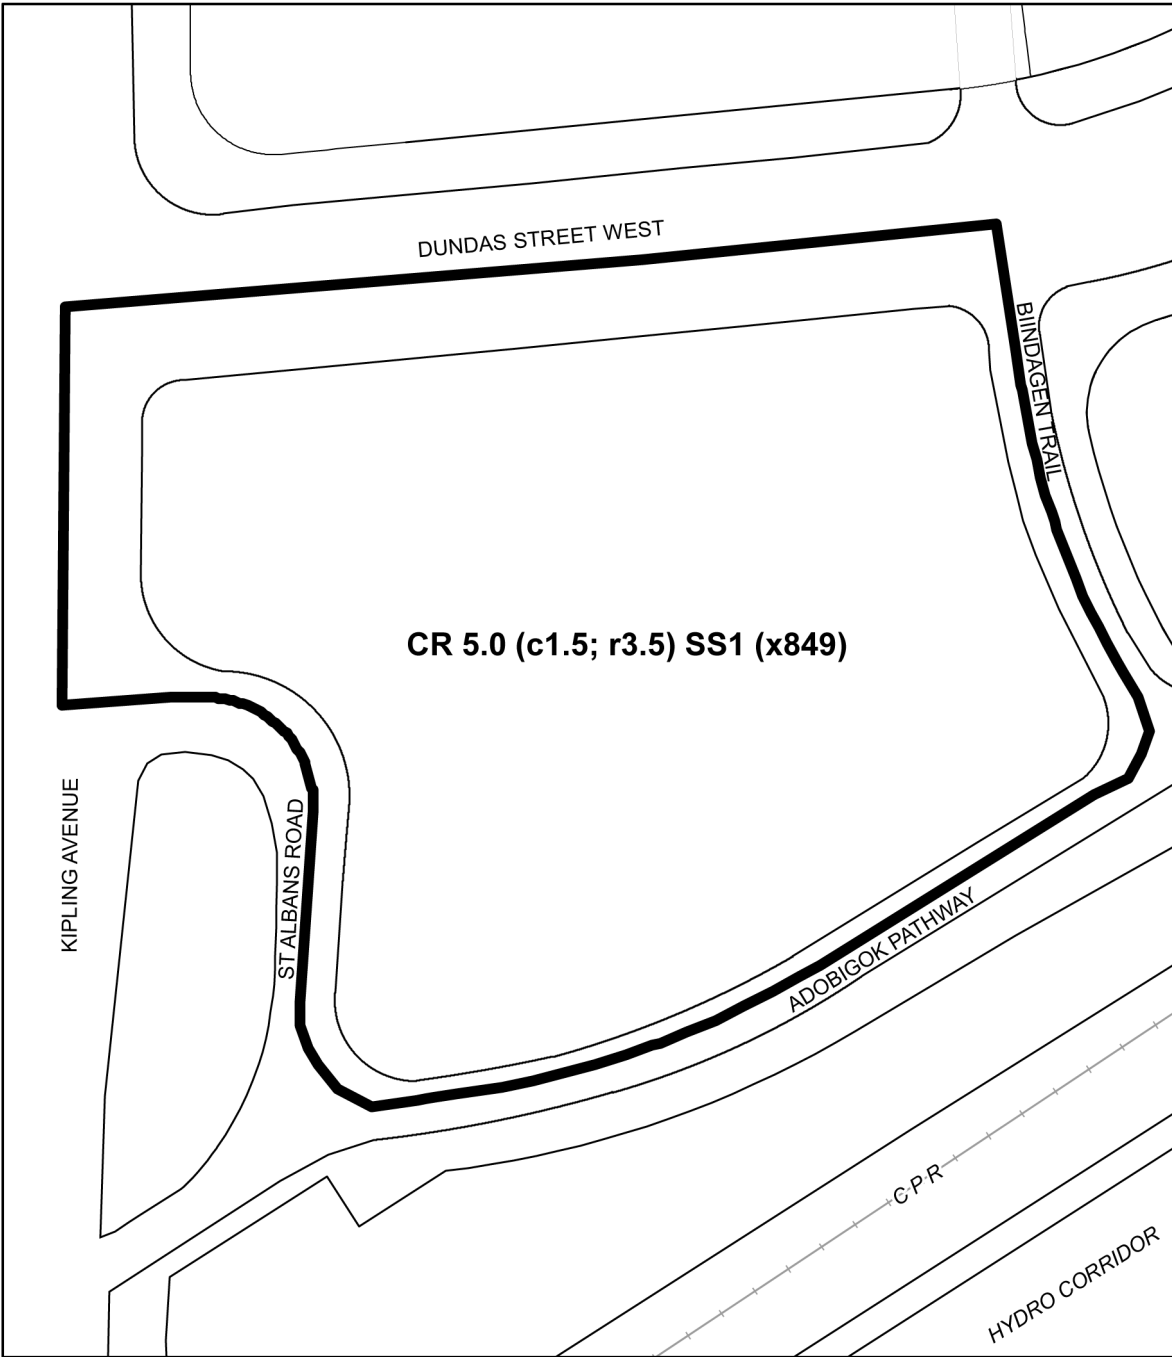 DUNDAS STREET WEST
BIINDAGEN TRAIL
CR 5.0 (c1.5; r3.5) SS1 (x849)
KIPLING AVENUE
ST ALBANS ROAD
ADOBIGOK PATHWAY
C-P-R
HYDRO CORRIDOR